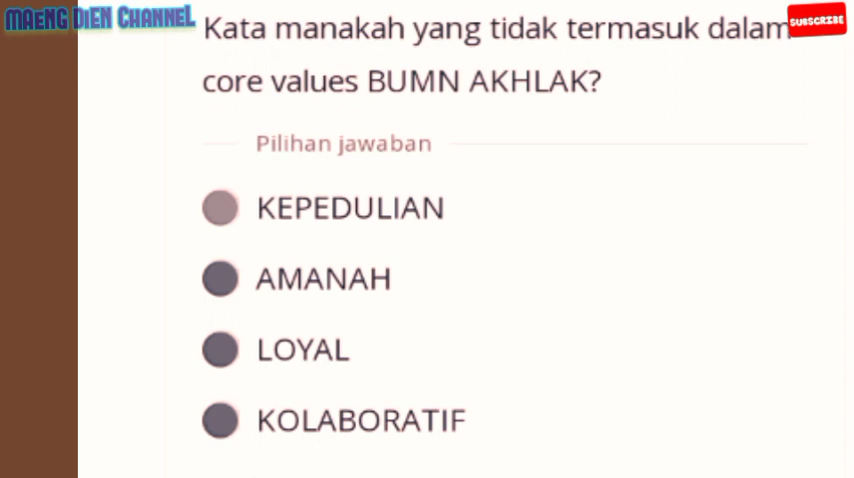 MAENG DIEN CHANNEL
SUBSCRIBE
Kata manakah yang tidak termasuk dalam
core values BUMN AKHLAK?
Pilihan jawaban
KEPEDULIAN
AMANAH
LOYAL
KOLABORATIF